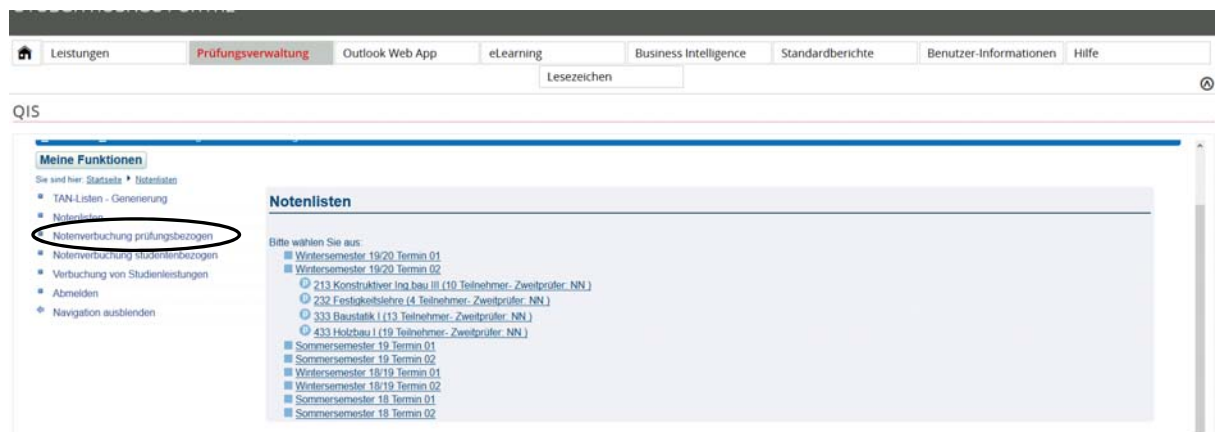 Leistungen Prüfungsverwaltung Outlook Web App eLearning Business Intelligence Standardberichte Benutzer-Informationen Hilfe
Lesezeichen
QIS
Meine Funktionen
Sie sind hier: Startseite Notenlisten
TAN-Listen - Generierung
Notenlisten
Notenverbuchung prüfungsbezogen
Notenverbuchung studentenbezogen
Verbuchung von Studienleistungen
Abmelden
Navigation ausblenden
Notenlisten
Bitte wählen Sie aus:
Wintersemester 19/20 Termin 01
Wintersemester 19/20 Termin 02
P 213 Konstruktiver Ing.bau III (10 Teilnehmer- Zweitprüfer: NN )
P 232 Festigkeitslehre (4 Teilnehmer- Zweitprüfer: NN )
P 333 Baustatik I (13 Teilnehmer- Zweitprüfer: NN )
P 433 Holzbau I (19 Teilnehmer- Zweitprüfer: NN )
Sommersemester 19 Termin 01
Sommersemester 19 Termin 02
Wintersemester 18/19 Termin 01
Wintersemester 18/19 Termin 02
Sommersemester 18 Termin 01
Sommersemester 18 Termin 02